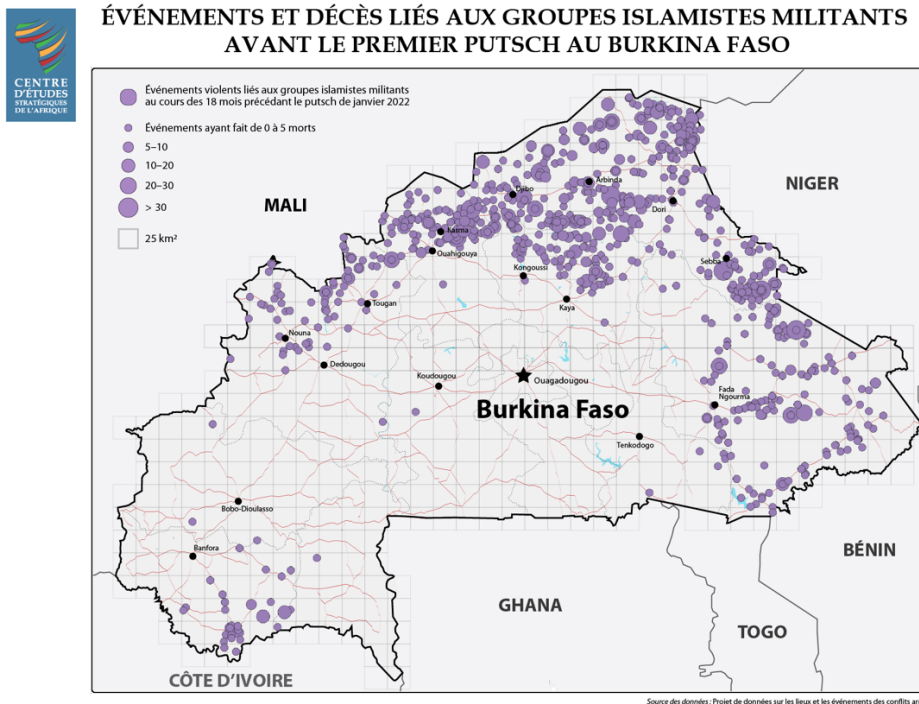 ÉVÉNEMENTS ET DÉCÈS LIÉS AUX GROUPES ISLAMISTES MILITANTS
AVANT LE PREMIER PUTSCH AU BURKINA FASO
CENTRE
D'ÉTUDES
STRATÉGIQUES
DE L'AFRIQUE
Événements violents liés aux groupes islamistes militants
au cours des 18 mois précédant le putsch de janvier 2022
Événements ayant fait de 0 à 5 morts
5–10
10–20
20–30
> 30
25 km²
MALI
NIGER
Djibo
Arbinda
Dori
Ouahigouya
Kongoussi
Sebba
Kaya
Tougan
Nouna
Dedougou
Koudougou
Ouagadougou
Burkina Faso
Fada
Ngourma
Tenkodogo
Bobo-Dioulasso
Banfora
BÉNIN
GHANA
TOGO
CÔTE D'IVOIRE
Source des données : Projet de données sur les lieux et les événements des conflits